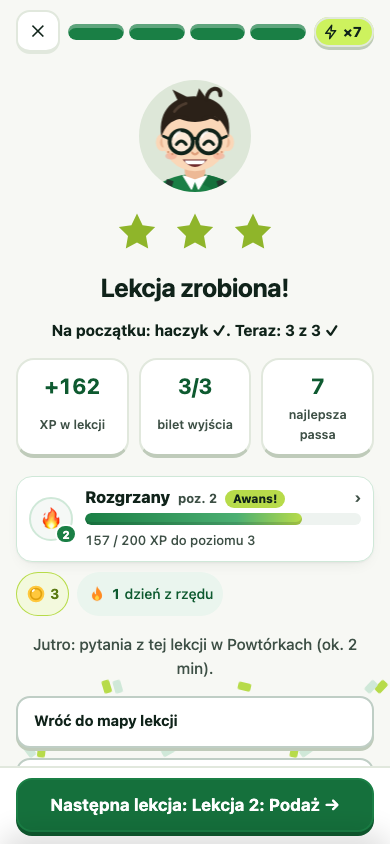 ×7
Lekcja zrobiona!
Na początku: haczyk ✓. Teraz: 3 z 3 ✓
+162
XP w lekcji
3/3
bilet wyjścia
7
najlepsza
passa
Rozgrzany poz. 2 Awans! ›
2
157 / 200 XP do poziomu 3
3
1 dzień z rzędu
Jutro: pytania z tej lekcji w Powtórkach (ok. 2
min).
Wróć do mapy lekcji
Następna lekcja: Lekcja 2: Podaż →